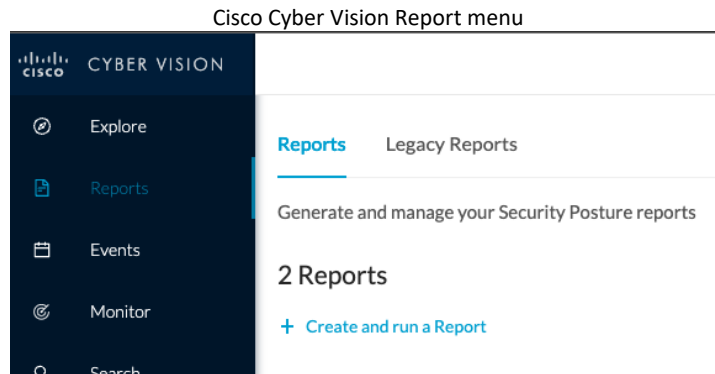 Cisco Cyber Vision Report menu
CISCO CYBER VISION
Explore
Reports Legacy Reports
Reports
Generate and manage your Security Posture reports
Events
2 Reports
Monitor
+ Create and run a Report
Search